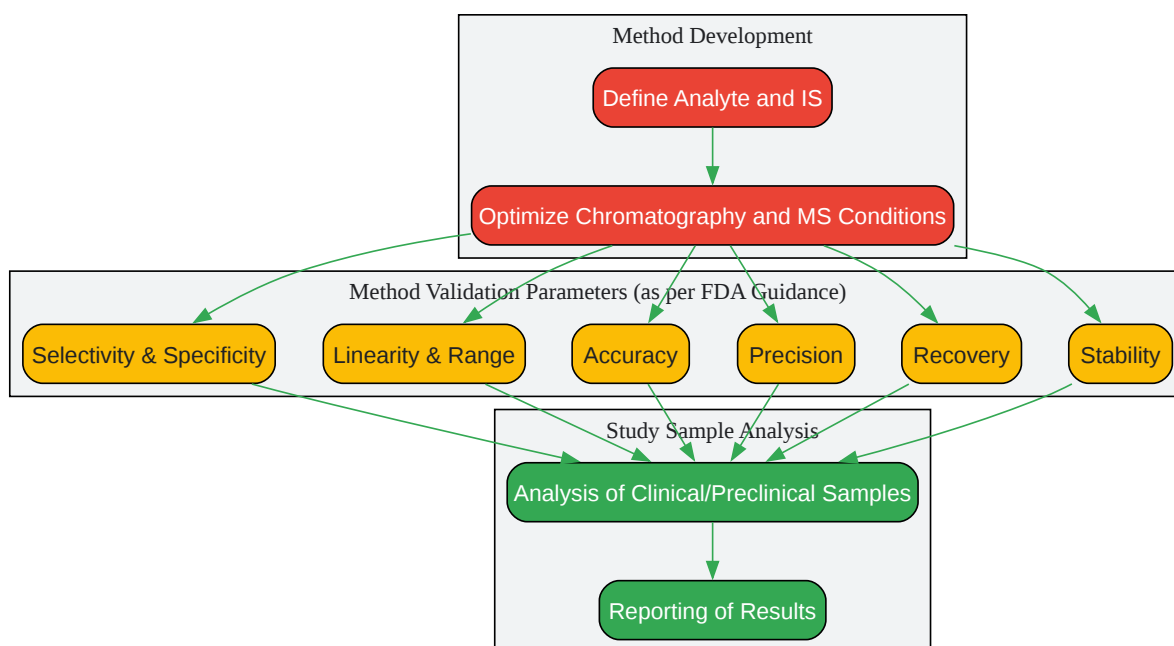 Method Development
Define Analyte and IS
Optimize Chromatography and MS Conditions
Method Validation Parameters (as per FDA Guidance)
Selectivity & Specificity
Linearity & Range
Accuracy
Precision
Recovery
Stability
Study Sample Analysis
Analysis of Clinical/Preclinical Samples
Reporting of Results